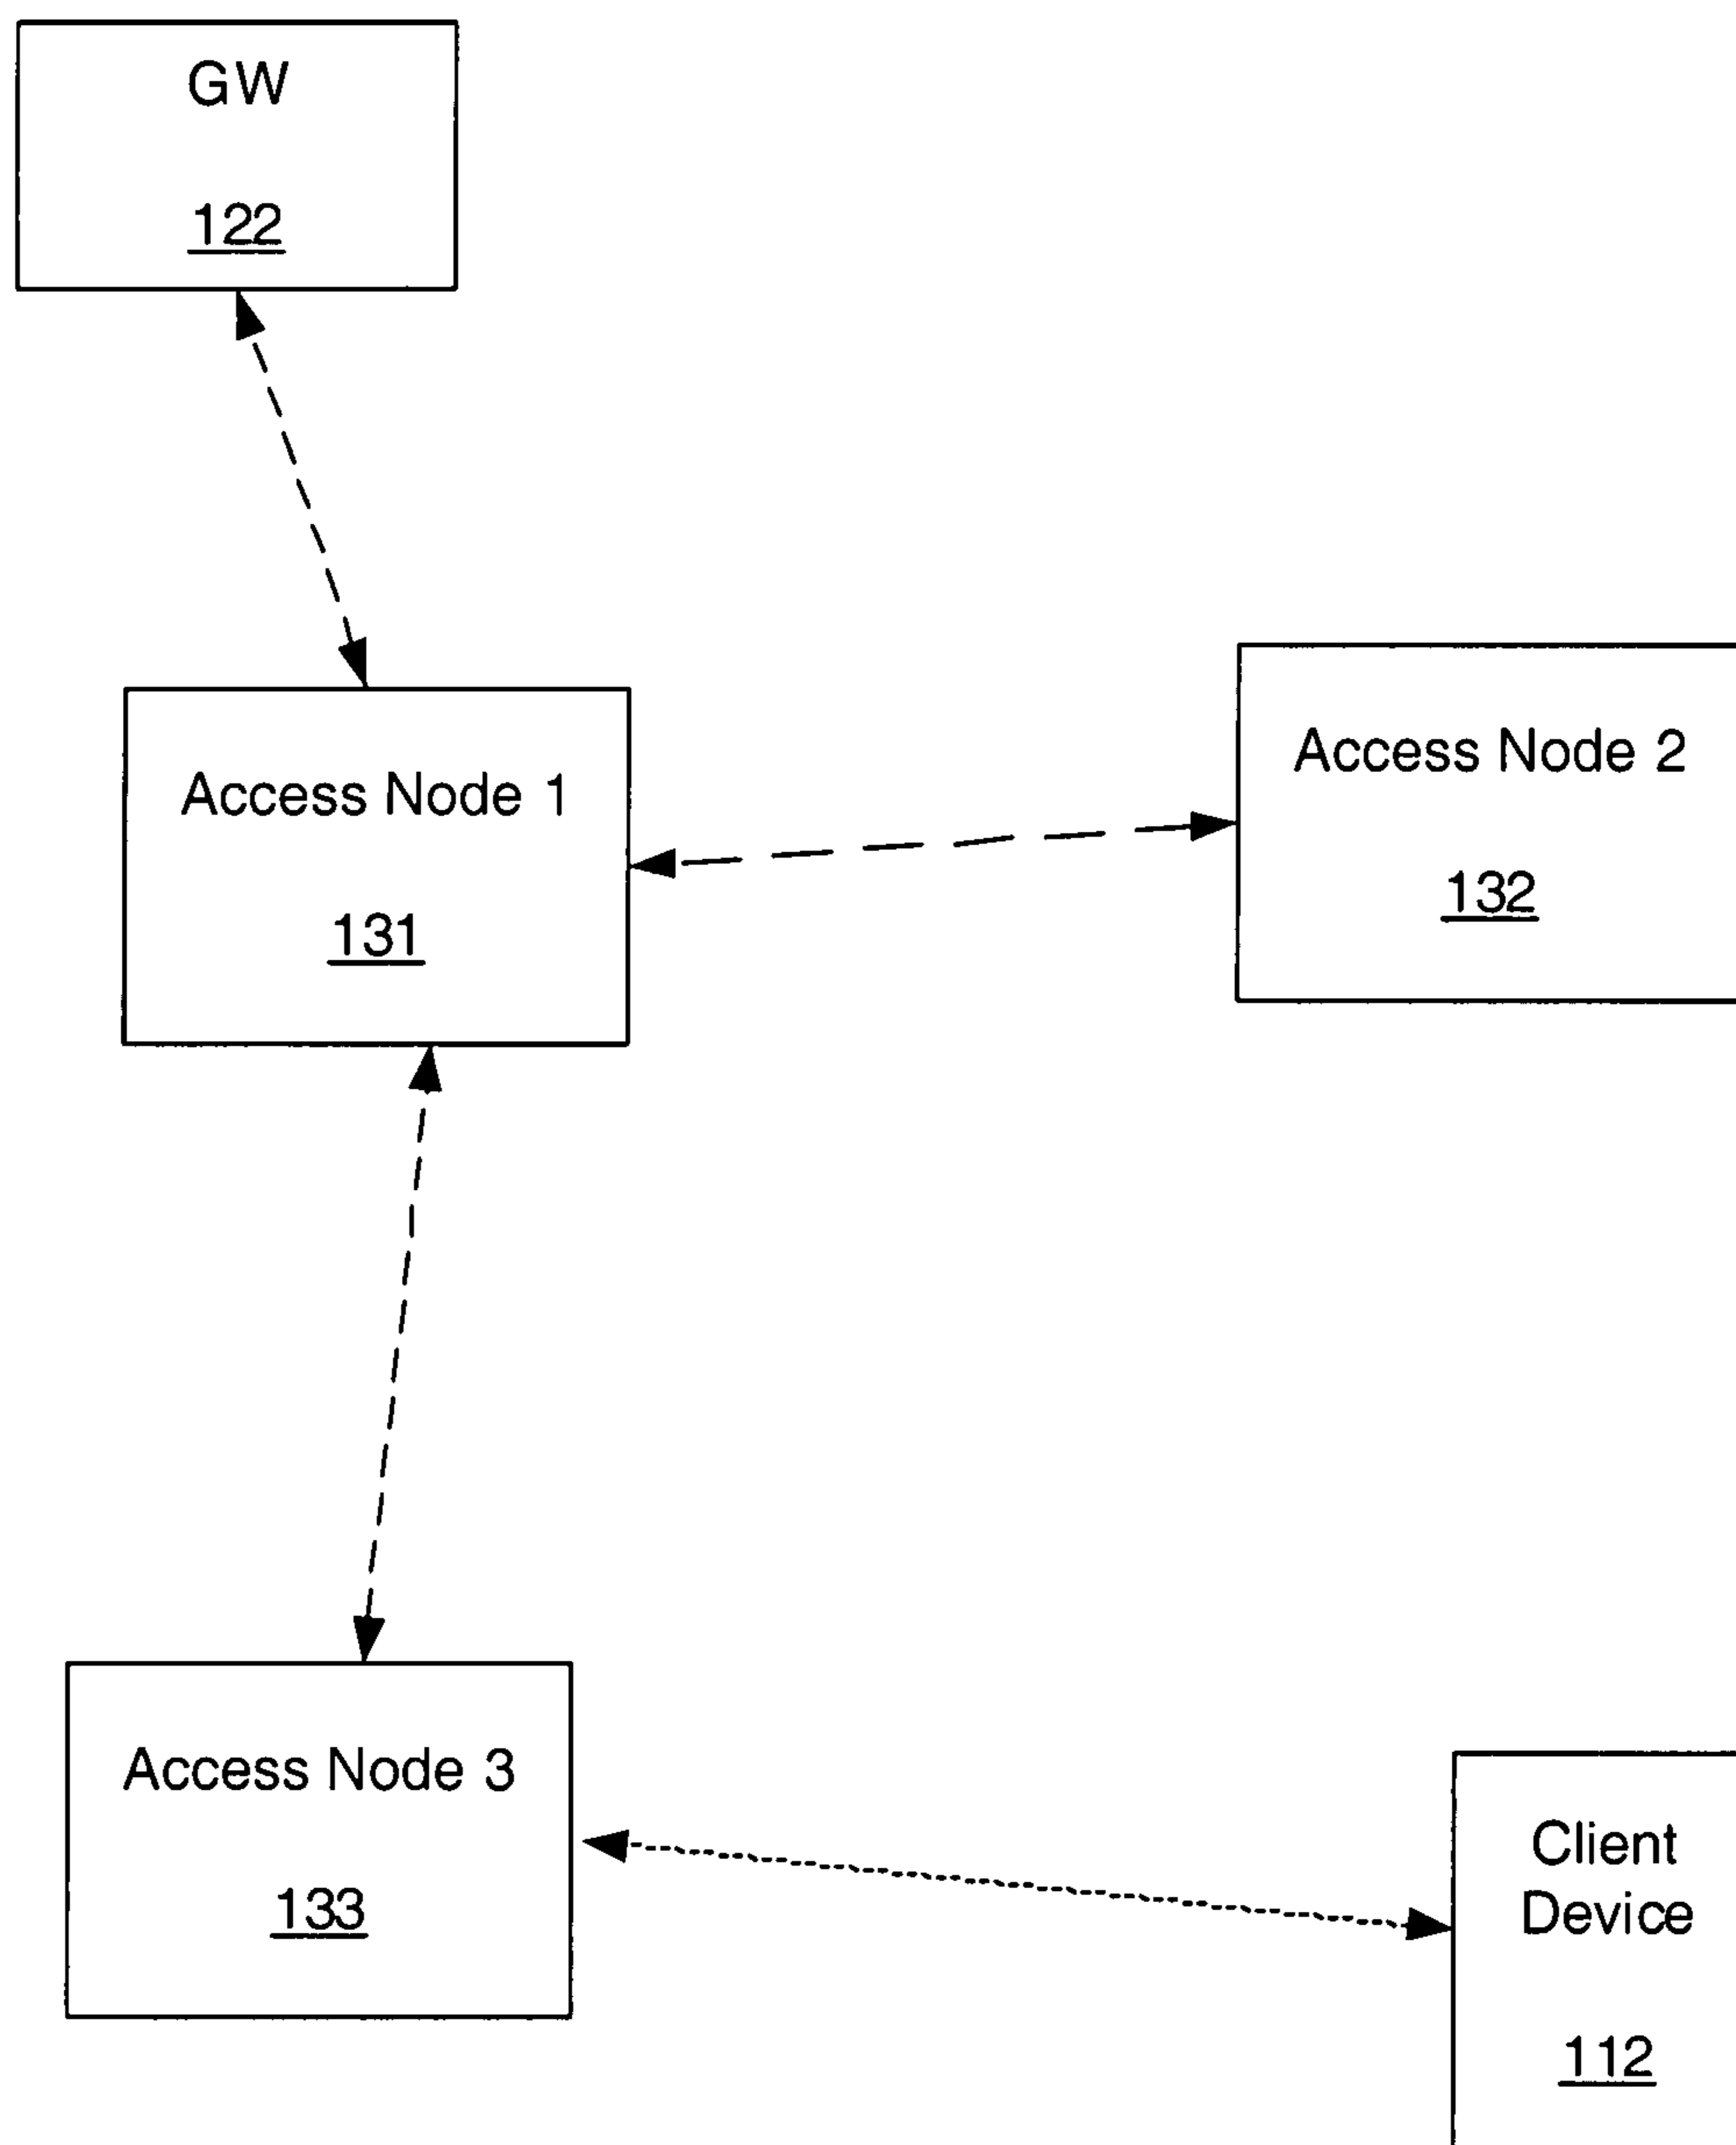 GW
122
Access Node 1
131
Access Node 2
132
Access Node 3
133
Client
Device
112